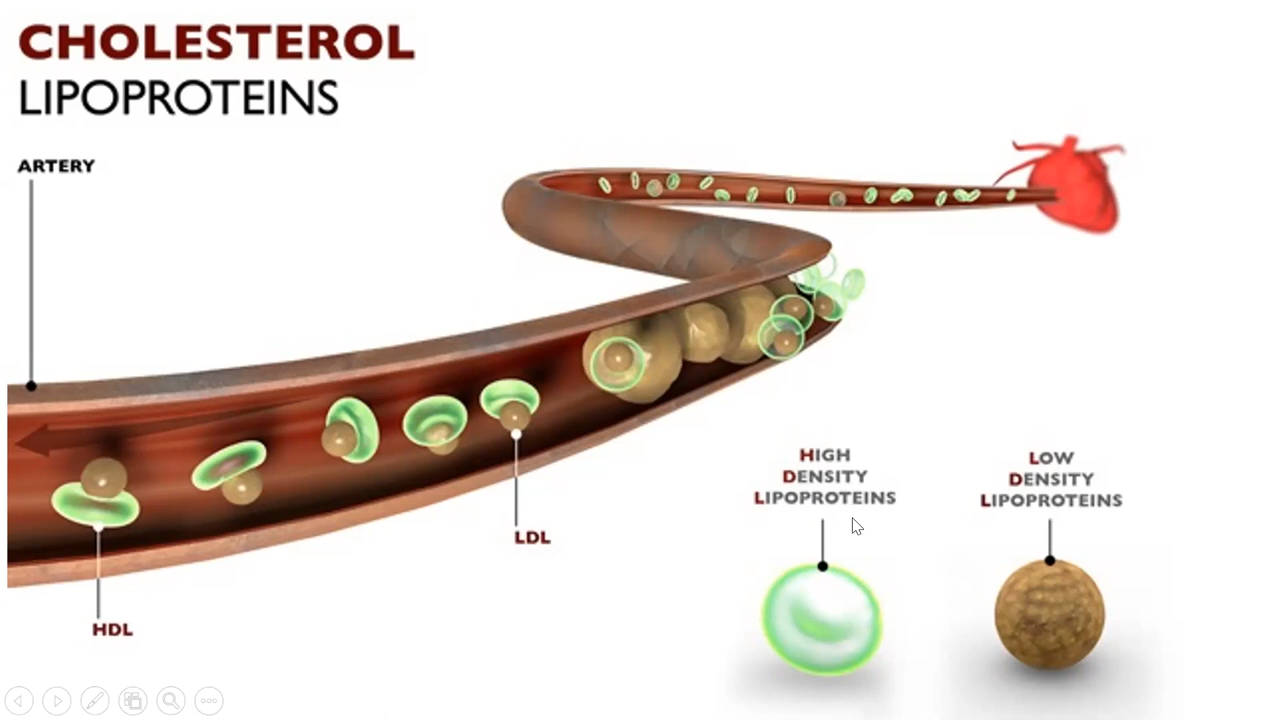 CHOLESTEROL
LIPOPROTEINS
ARTERY
HIGH
DENSITY
LIPOPROTEINS
LOW
DENSITY
LIPOPROTEINS
LDL
HDL